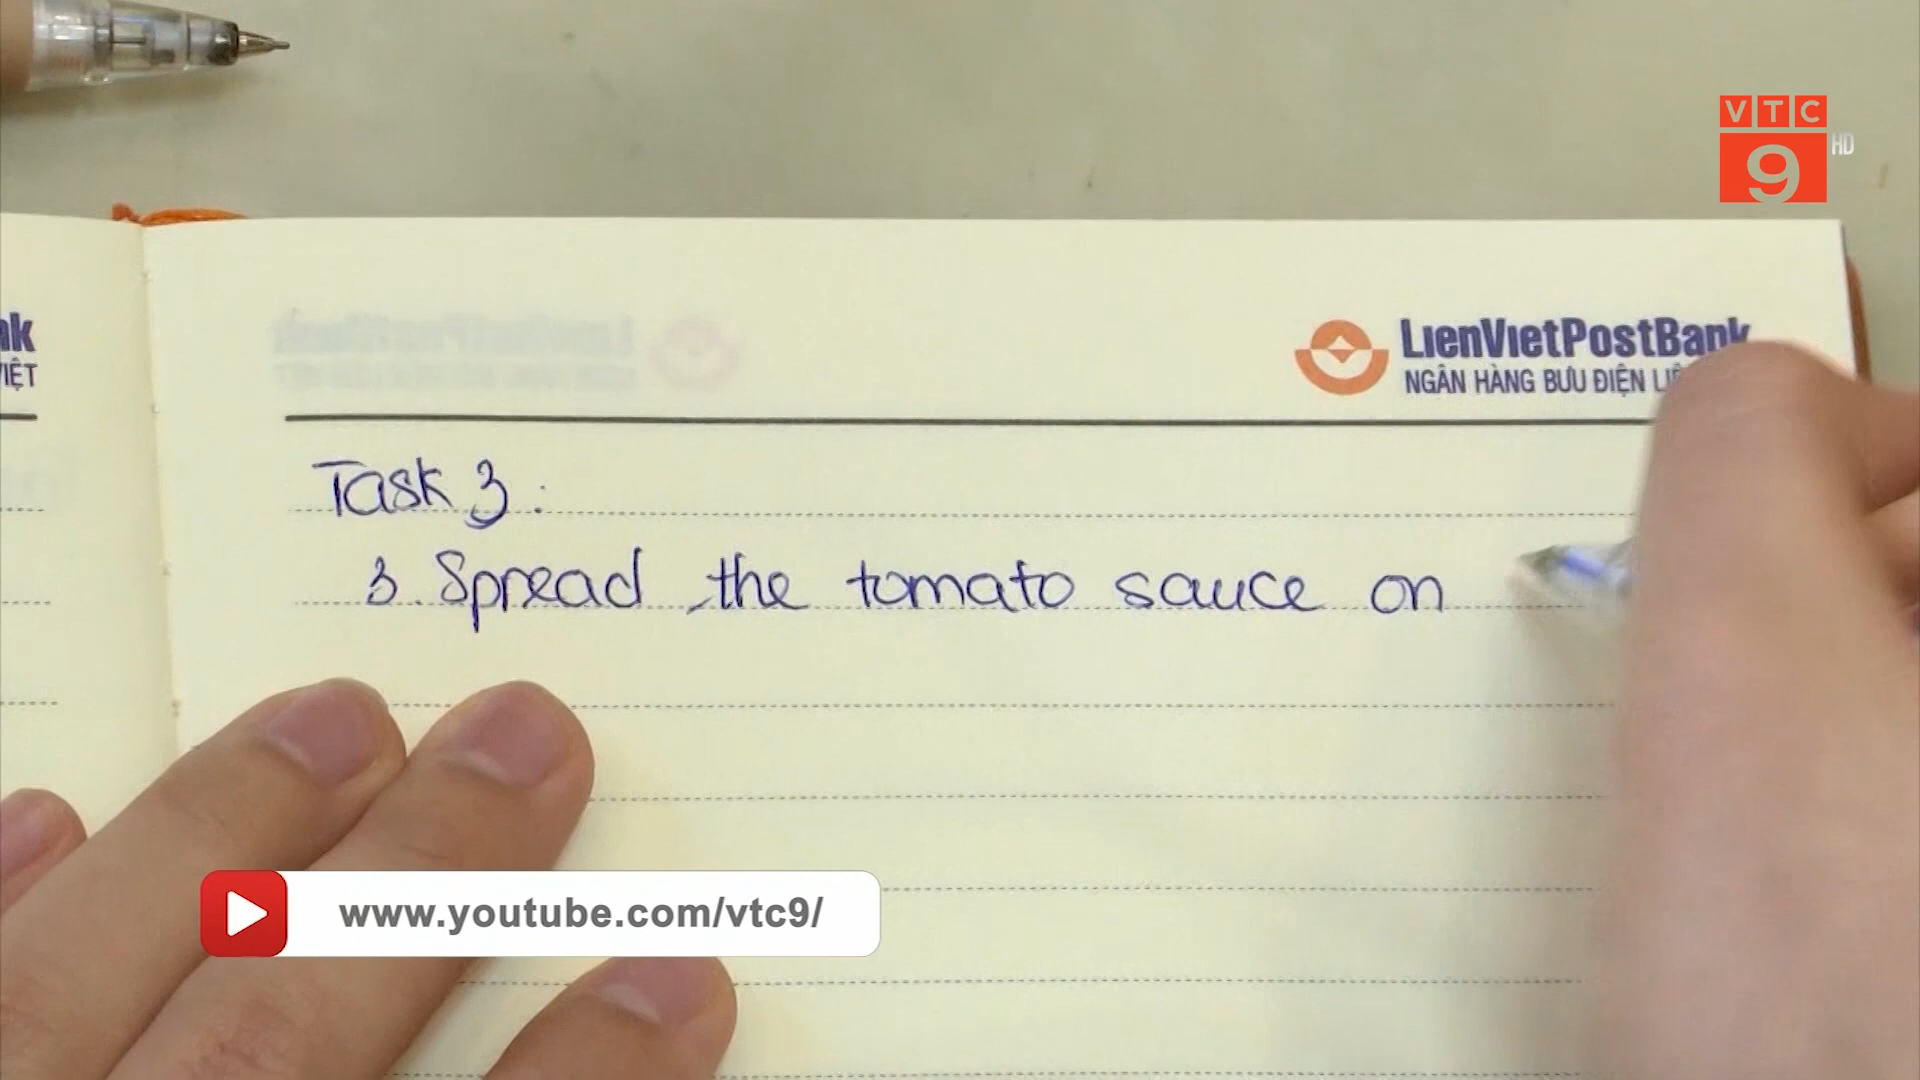 VTC
9
HD
LIENVIETPOSTBANK
NGÂN HÀNG BƯU ĐIỆN
VIỆT
Task 3:
3. Spread the tomato sauce on
www.youtube.com/vtc9/